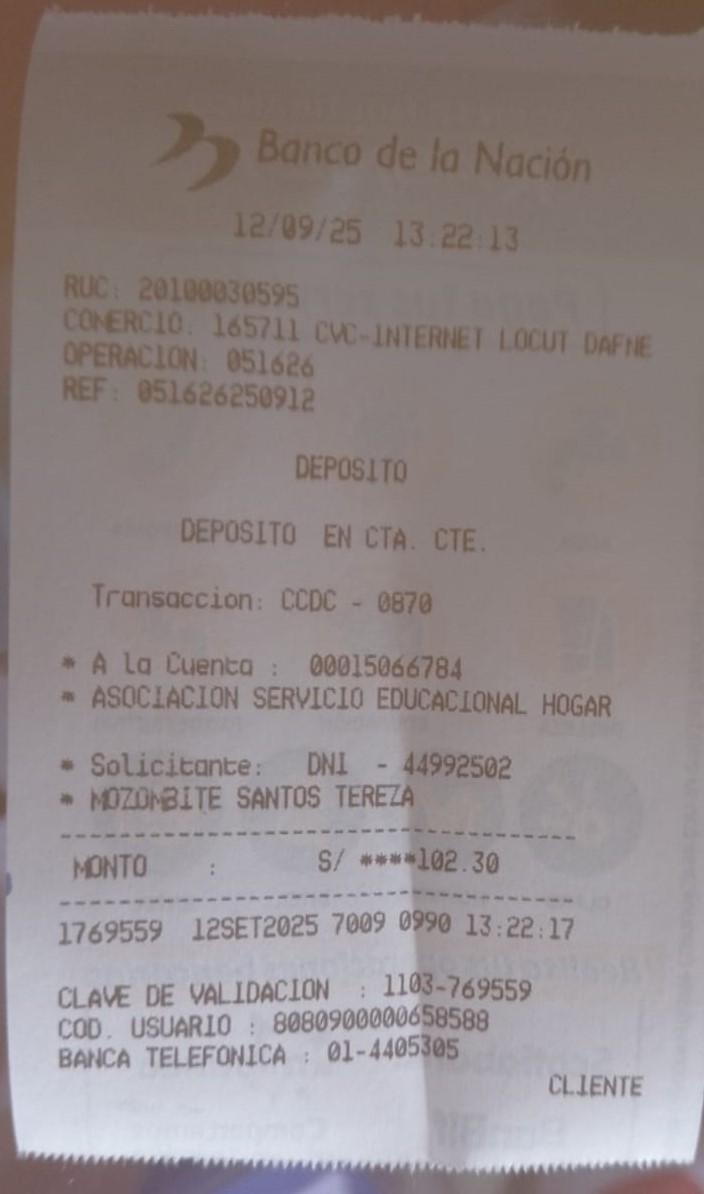 Banco de la Nación
12/09/25 13:22:13
RUC: 20100030595
COMERCIO: 165711 CVC-INTERNET LOCUT DAFNE
OPERACION: 051626
REF: 051626250912
DEPOSITO
DEPOSITO EN CTA. CTE.
Transaccion: CCDC - 0870
* A la Cuenta : 00015066784
* ASOCIACION SERVICIO EDUCACIONAL HOGAR
* Solicitante: DNI - 44992502
* MOZOMBITE SANTOS TEREZA
MONTO : S/ ****102.30
1769559 12SET2025 7009 0990 13:22:17
CLAVE DE VALIDACION : 1103-769559
COD. USUARIO : 8080900000658588
BANCA TELEFONICA : 01-4405305
CLIENTE